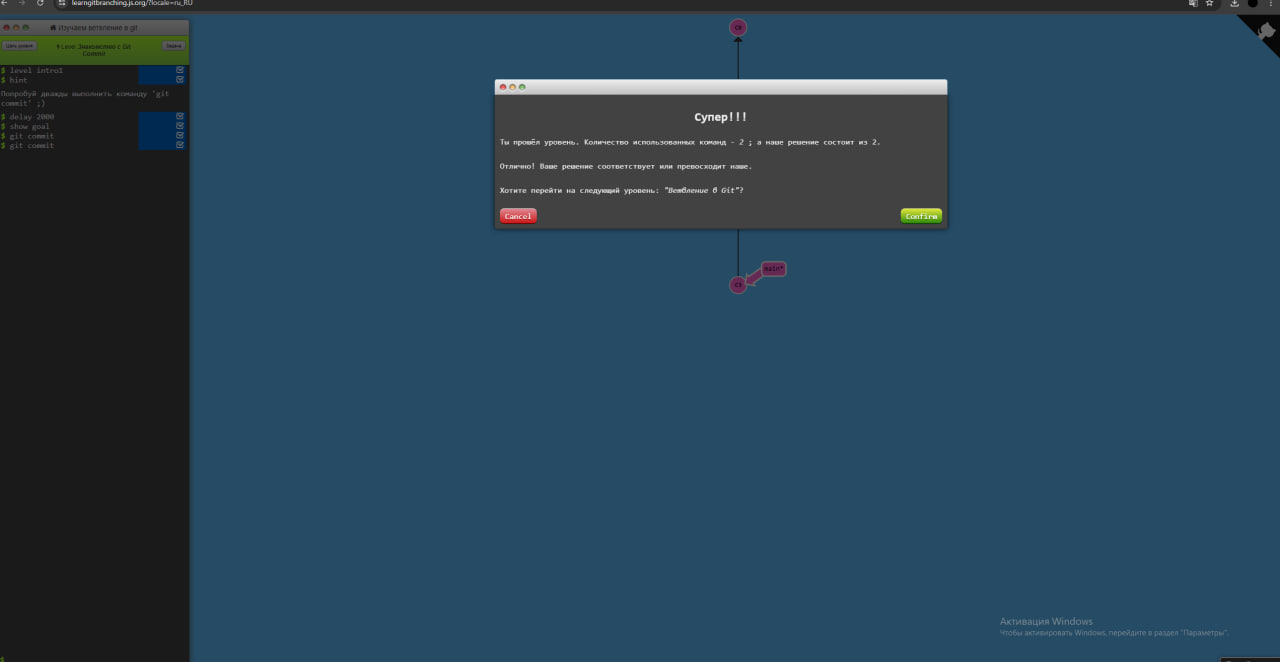 learngitbranching.js.org/?locale=ru_RU
Изучаем ветвление в git
Цель уровня
Level Знакомство с Git
Commit
$ level intro1
$ hint
Попробуй дважды выполнить команду 'git
commit' ;)
$ delay 2000
$ show goal
$ git commit
$ git commit
$
C0
Супер!!!
Ты прошёл уровень. Количество использованных команд - 2 ; а наше решение состоит из 2.
Отлично! Ваше решение соответствует или превосходит наше.
Хотите перейти на следующий уровень: "Ветвление в Git"?
Cancel
Confirm
main*
C3
Активация Windows
Чтобы активировать Windows, перейдите в раздел "Параметры".